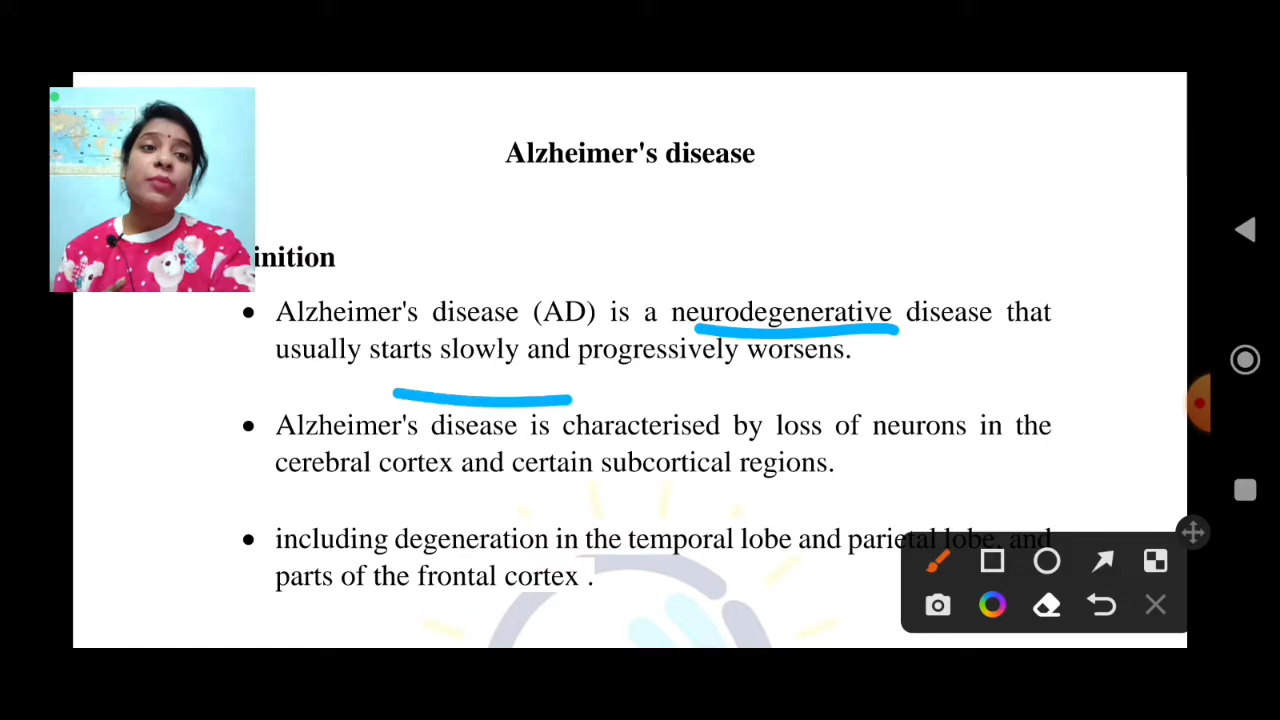 Alzheimer's disease
inition
• Alzheimer's disease (AD) is a neurodegenerative disease that
usually starts slowly and progressively worsens.
• Alzheimer's disease is characterised by loss of neurons in the
cerebral cortex and certain subcortical regions.
• including degeneration in the temporal lobe and parietal lobe, and
parts of the frontal cortex .